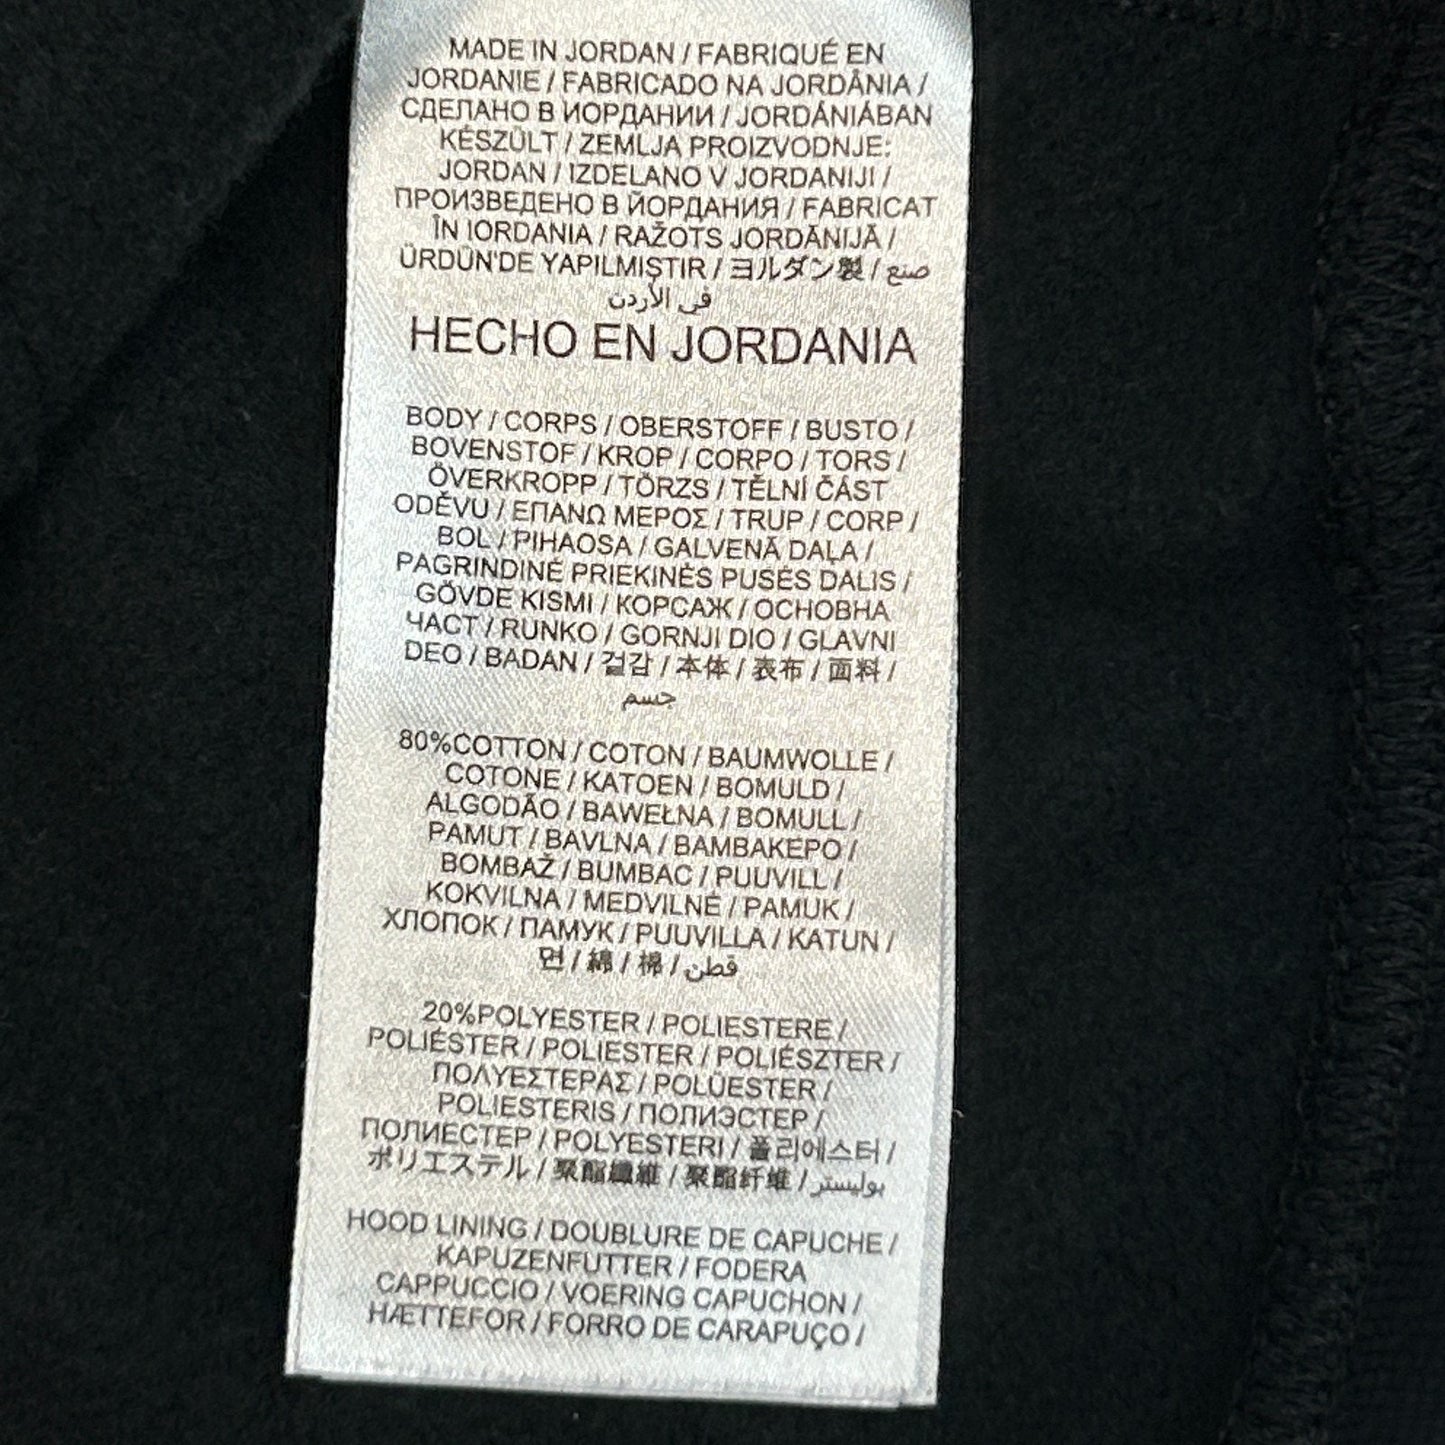 MADE IN JORDAN / FABRIQUÉ EN
JORDANIE / FABRICADO NA JORDÂNIA /
СДЕЛАНО В ИОРДАНИИ / JORDÁNIÁBAN
KÉSZÜLT / ZEMLJA PROIZVODNJE:
JORDAN / IZDELANO V JORDANIJI /
ПРОИЗВЕДЕНО В ЙОРДАНИЯ / FABRICAT
ÎN IORDANIA / RAŽOTS JORDĀNIJĀ /
ÜRDÜN'DE YAPILMIŞTIR / ヨルダン製 / صنع
في الأردن
HECHO EN JORDANIA
BODY / CORPS / OBERSTOFF / BUSTO /
BOVENSTOF / KROP / CORPO / TORS /
ÖVERKROPP / TÖRZS / TĚLNÍ ČÁST
ODĚVU / ΕΠΑΝΩ ΜΕΡΟΣ / TRUP / CORP /
BOL / PIHAOSA / GALVENĀ DAĻA /
PAGRINDINĖ PRIEKINĖS PUSĖS DALIS /
GÖVDE KISMI / КОРСАЖ / ОСНОВНА
ЧАСТ / RUNKO / GORNJI DIO / GLAVNI
DEO / BADAN / 겉감 / 本体 / 表布 / 面料 /
جسم
80%COTTON / COTON / BAUMWOLLE /
COTONE / KATOEN / BOMULD /
ALGODÃO / BAWEŁNA / BOMULL /
PAMUT / BAVLNA / ΒΑΜΒΑΚΕΡΟ /
BOMBAŽ / BUMBAC / PUUVILL /
KOKVILNA / MEDVILNĖ / PAMUK /
ХЛОПОК / ПАМУК / PUUVILLA / KATUN /
면 / 綿 / 棉 / قطن
20%POLYESTER / POLIESTERE /
POLIÉSTER / POLIESTER / POLIÉSZTER /
ΠΟΛΥΕΣΤΕΡΑΣ / POLÜESTER /
POLIESTERIS / ПОЛИЭСТЕР /
ПОЛИЕСТЕР / POLYESTERI / 폴리에스터 /
ポリエステル / 聚酯纖維 / 聚酯纤维 / بوليستر
HOOD LINING / DOUBLURE DE CAPUCHE /
KAPUZENFUTTER / FODERA
CAPPUCCIO / VOERING CAPUCHON /
HÆTTEFOR / FORRO DE CARAPUÇO /